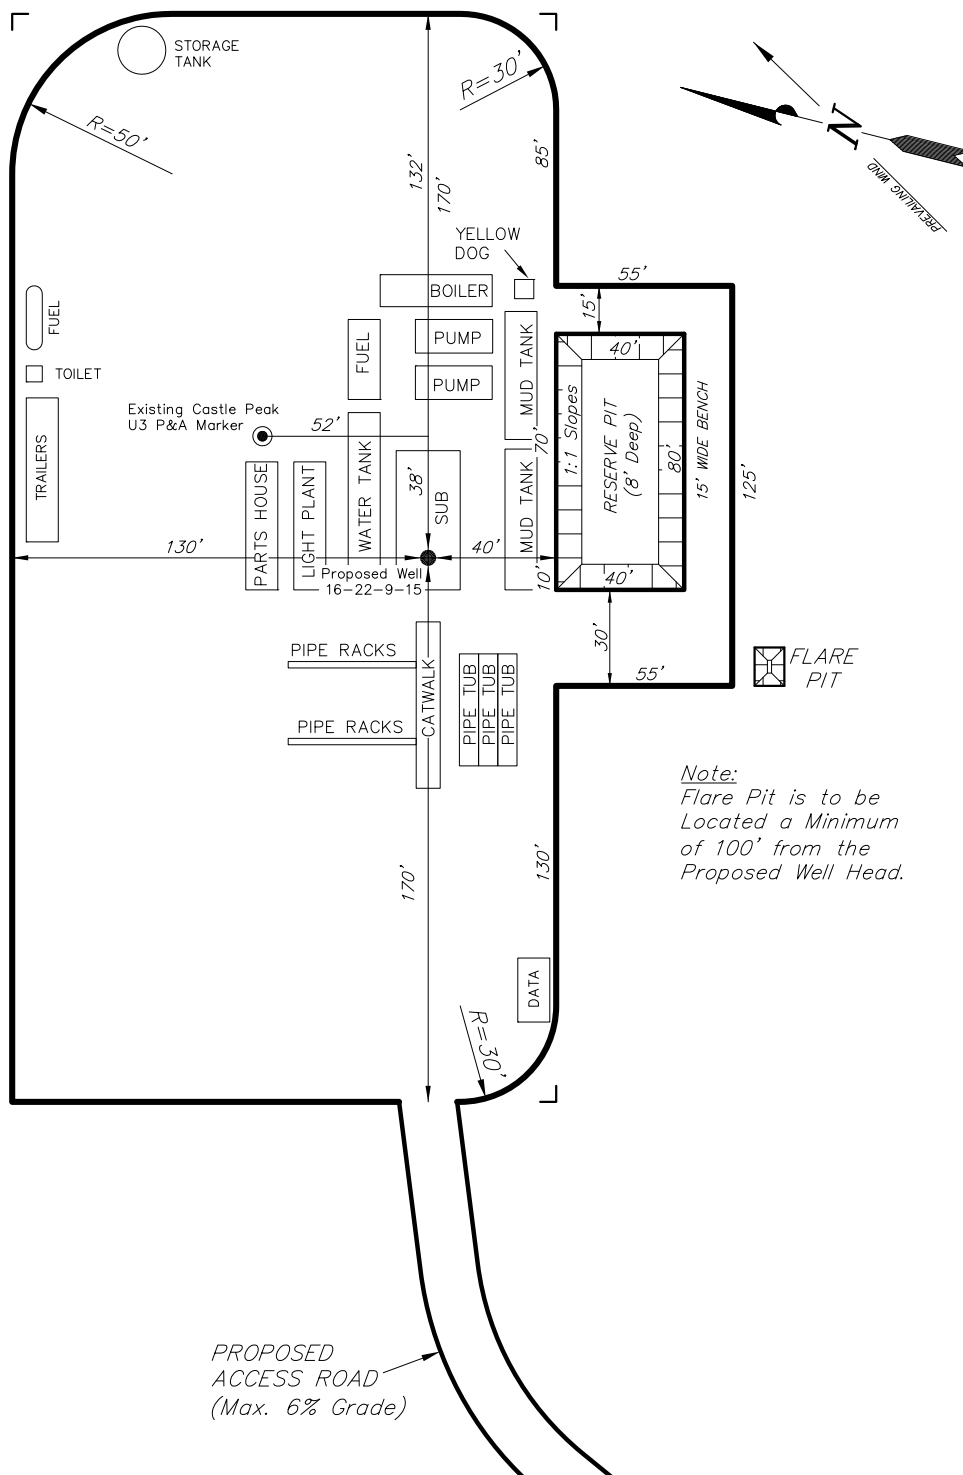 STORAGE
TANK
R=50'
R=30'
85'
132'
170'
N
PREVAILING WIND
YELLOW
DOG
55'
BOILER
15'
FUEL
FUEL
PUMP
MUD TANK
40'
TOILET
PUMP
Existing Castle Peak
U3 P&A Marker
52'
TRAILERS
PARTS HOUSE
LIGHT PLANT
WATER TANK
38'
SUB
70'
MUD TANK
1:1 Slopes
RESERVE PIT
(8' Deep)
80'
15' WIDE BENCH
125'
130'
40'
Proposed Well
16-22-9-15
10'
40'
30'
PIPE RACKS
CATWALK
PIPE TUB
PIPE TUB
PIPE TUB
55'
FLARE
PIT
PIPE RACKS
Note:
Flare Pit is to be
Located a Minimum
of 100' from the
Proposed Well Head.
170'
130'
DATA
R=30'
PROPOSED
ACCESS ROAD
(Max. 6% Grade)